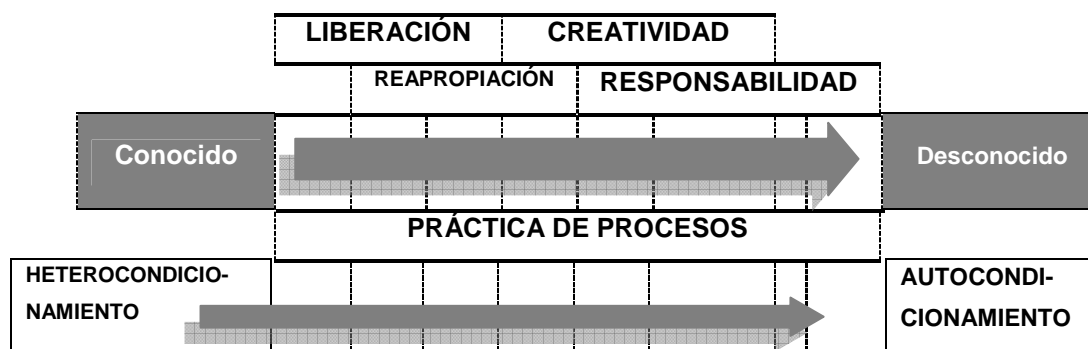 LIBERACIÓN CREATIVIDAD
REAPROPIACIÓN RESPONSABILIDAD
Conocido Desconocido
PRÁCTICA DE PROCESOS
HETEROCONDICIO-
NAMIENTO
AUTOCONDI-
CIONAMIENTO